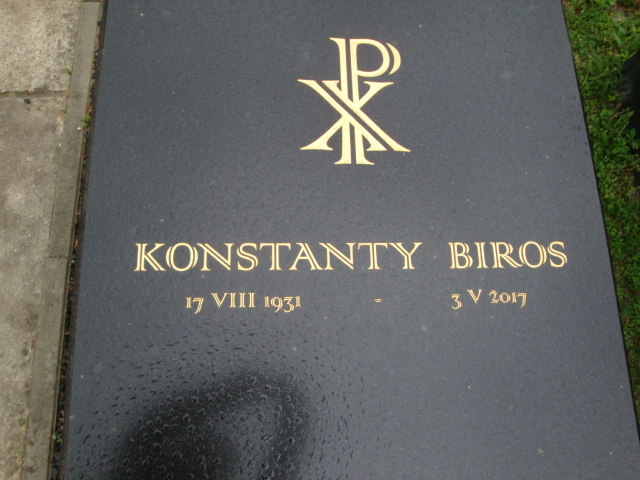 KONSTANTY BIROS
17 VIII 1931 - 3 V 2017